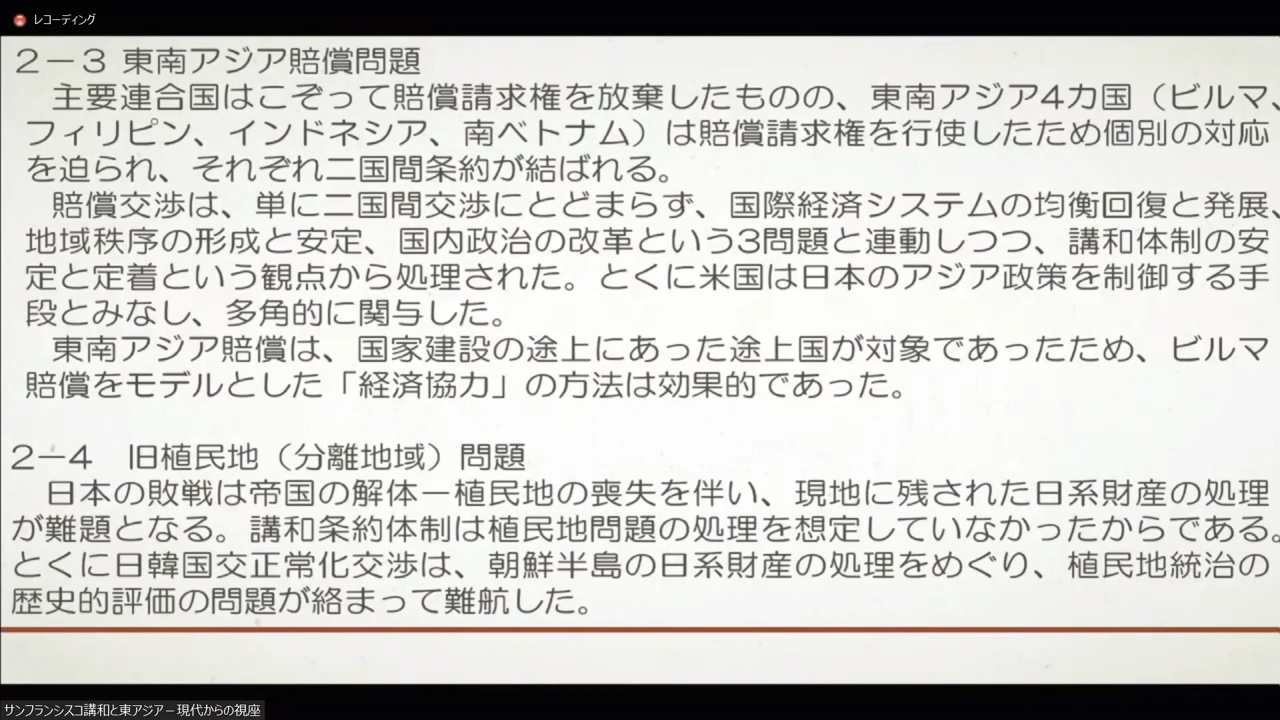 レコーディング
２－３ 東南アジア賠償問題
主要連合国はこぞって賠償請求権を放棄したものの、東南アジア4カ国（ビルマ、
フィリピン、インドネシア、南ベトナム）は賠償請求権を行使したため個別の対応
を迫られ、それぞれ二国間条約が結ばれる。
賠償交渉は、単に二国間交渉にとどまらず、国際経済システムの均衡回復と発展、
地域秩序の形成と安定、国内政治の改革という3問題と連動しつつ、講和体制の安
定と定着という観点から処理された。とくに米国は日本のアジア政策を制御する手
段とみなし、多角的に関与した。
東南アジア賠償は、国家建設の途上にあった途上国が対象であったため、ビルマ
賠償をモデルとした「経済協力」の方法は効果的であった。
２－４　旧植民地（分離地域）問題
日本の敗戦は帝国の解体－植民地の喪失を伴い、現地に残された日系財産の処理
が難題となる。講和条約体制は植民地問題の処理を想定していなかったからである。
とくに日韓国交正常化交渉は、朝鮮半島の日系財産の処理をめぐり、植民地統治の
歴史的評価の問題が絡まって難航した。
サンフランシスコ講和と東アジア－現代からの視座